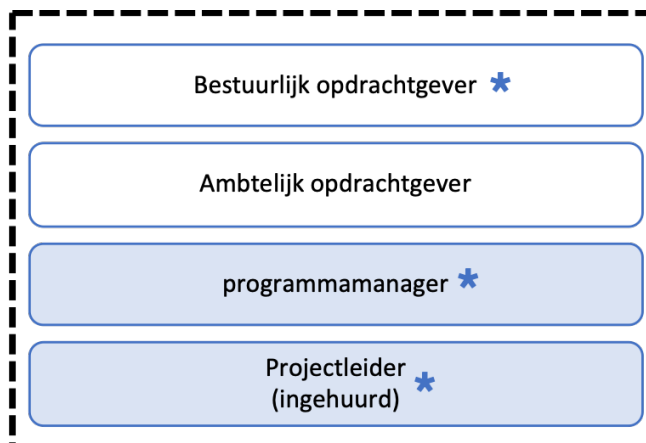 Bestuurlijk opdrachtgever *
Ambtelijk opdrachtgever
programmamanager *
Projectleider *
(ingehuurd)